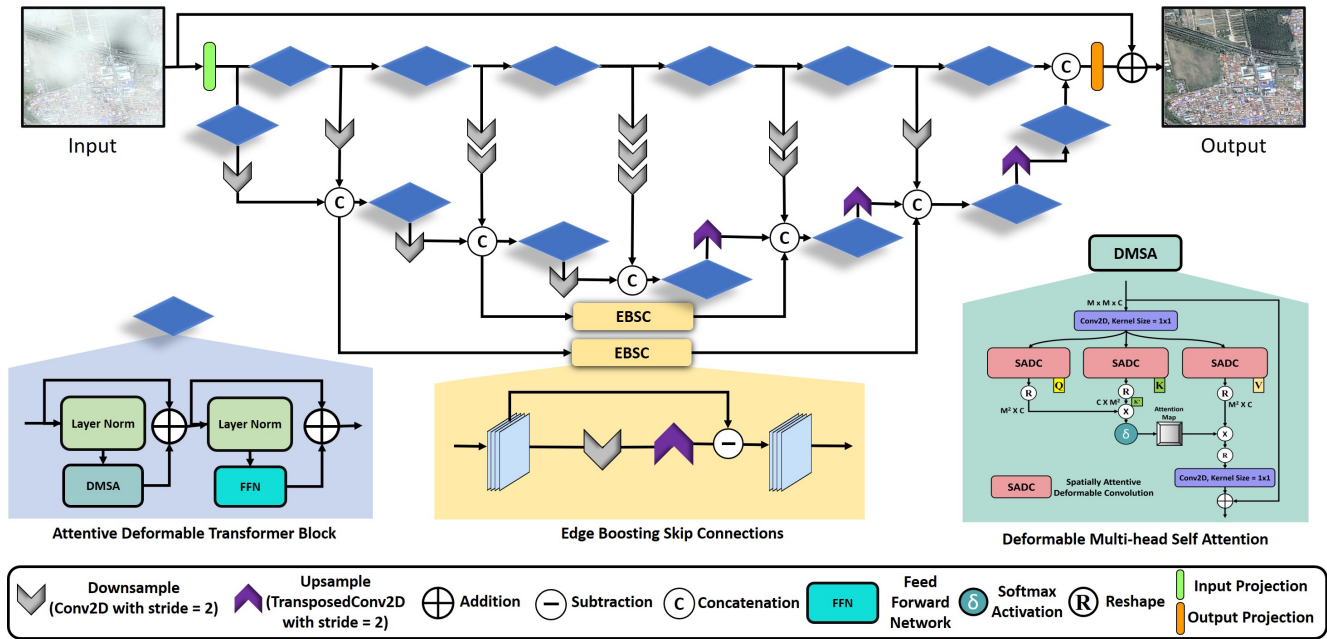 Input
Output
C
C
C
C
C
C
C
EBSC
EBSC
Layer Norm
Layer Norm
DMSA
FFN
Attentive Deformable Transformer Block
Edge Boosting Skip Connections
DMSA
M x M x C
Conv2D, Kernel Size = 1x1
SADC
SADC
SADC
Q
K
V
R
R
R
M² X C
C X M²
M² X C
X
δ
Attention
Map
X
R
Conv2D, Kernel Size = 1x1
SADC
Spatially Attentive
Deformable Convolution
Deformable Multi-head Self Attention
Downsample
(Conv2D with stride = 2)
Upsample
(TransposedConv2D
with stride = 2)
Addition
Subtraction
C
Concatenation
FFN
Feed
Forward
Network
δ
Softmax
Activation
R
Reshape
Input Projection
Output Projection